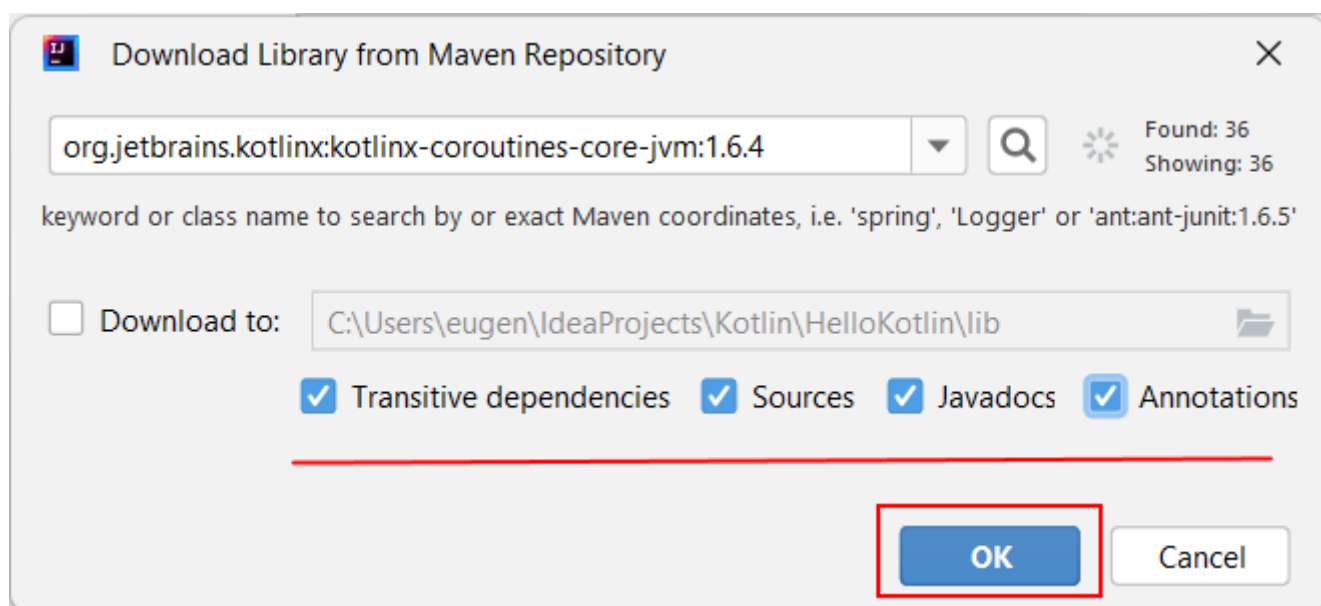 Download Library from Maven Repository
org.jetbrains.kotlinx:kotlinx-coroutines-core-jvm:1.6.4
Found: 36
Showing: 36
keyword or class name to search by or exact Maven coordinates, i.e. 'spring', 'Logger' or 'ant:ant-junit:1.6.5'
Download to: C:\Users\eugen\IdeaProjects\Kotlin\HelloKotlin\lib
Transitive dependencies Sources Javadocs Annotations
OK Cancel